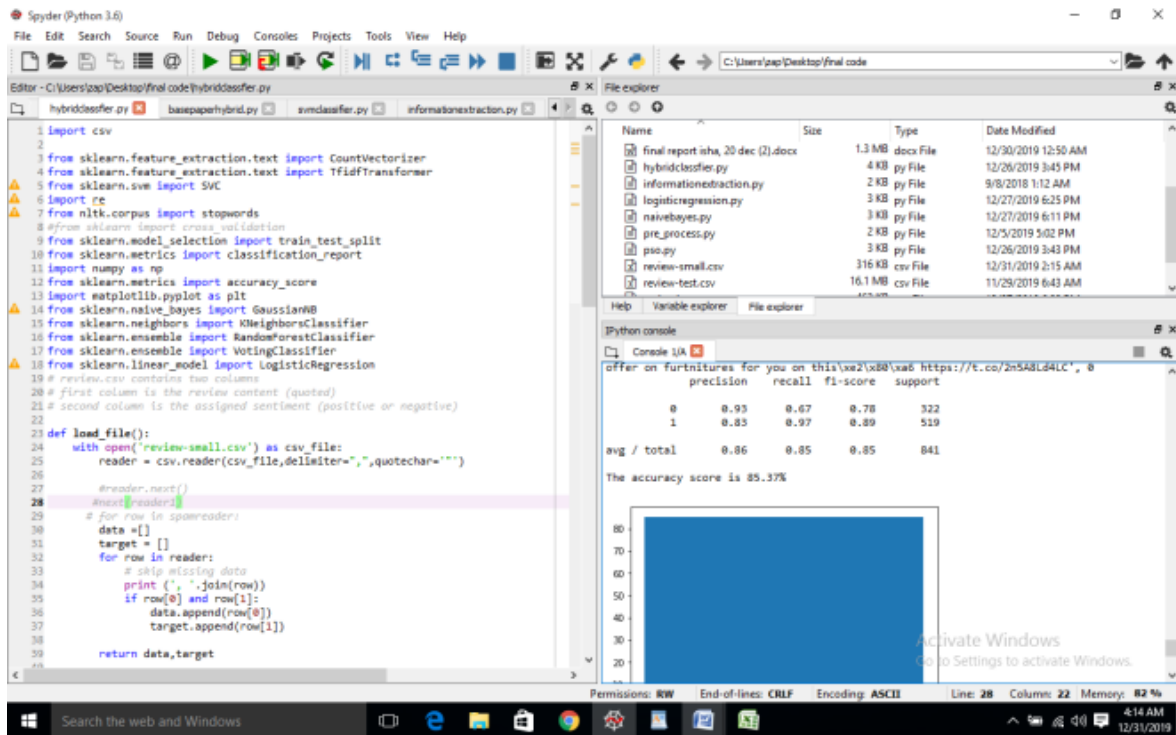 Spyder (Python 3.6)
File Edit Search Source Run Debug Consoles Projects Tools View Help
C:\Users\zap\Desktop\final code
Editor - C:\Users\zap\Desktop\final code\hybridclassfier.py
hybridclassfier.py basepaperhybrid.py svmclassifier.py informationextraction.py
1 import csv
2
3 from sklearn.feature_extraction.text import CountVectorizer
4 from sklearn.feature_extraction.text import TfidfTransformer
5 from sklearn.svm import SVC
6 import re
7 from nltk.corpus import stopwords
8 #from sklearn import cross_validation
9 from sklearn.model_selection import train_test_split
10 from sklearn.metrics import classification_report
11 import numpy as np
12 from sklearn.metrics import accuracy_score
13 import matplotlib.pyplot as plt
14 from sklearn.naive_bayes import GaussianNB
15 from sklearn.neighbors import KNeighborsClassifier
16 from sklearn.ensemble import RandomForestClassifier
17 from sklearn.ensemble import VotingClassifier
18 from sklearn.linear_model import LogisticRegression
19 # review.csv contains two columns
20 # first column is the review content (quoted)
21 # second column is the assigned sentiment (positive or negative)
22
23 def load_file():
24 with open('review-small.csv') as csv_file:
25 reader = csv.reader(csv_file,delimiter=",",quotechar='"')
26
27 #reader.next()
28 #next(reader1)
29 # for row in spamreader:
30 data =[]
31 target = []
32 for row in reader:
33 # skip missing data
34 print (', '.join(row))
35 if row[0] and row[1]:
36 data.append(row[0])
37 target.append(row[1])
38
39 return data,target
File explorer
Name Size Type Date Modified
final report isha, 20 dec (2).docx 1.3 MB docx File 12/30/2019 12:50 AM
hybridclassfier.py 4 KB py File 12/26/2019 3:45 PM
informationextraction.py 2 KB py File 9/8/2018 1:12 AM
logisticregression.py 3 KB py File 12/27/2019 6:25 PM
naivebayes.py 3 KB py File 12/27/2019 6:11 PM
pre_process.py 2 KB py File 12/5/2019 5:02 PM
pso.py 3 KB py File 12/26/2019 3:43 PM
review-small.csv 316 KB csv File 12/31/2019 2:15 AM
review-test.csv 16.1 MB csv File 11/29/2019 6:43 AM
Help Variable explorer File explorer
IPython console
Console 1/A
offer on furtnitures for you on this\xe2\x80\xa6 https://t.co/2n5A8Ld4LC', 0
precision recall f1-score support
0 0.93 0.67 0.78 322
1 0.83 0.97 0.89 519
avg / total 0.86 0.85 0.85 841
The accuracy score is 85.37%
80
70
60
50
40
30
20
Activate Windows
Go to Settings to activate Windows.
Permissions: RW End-of-lines: CRLF Encoding: ASCII Line: 28 Column: 22 Memory: 82 %
Search the web and Windows
4:14 AM
12/31/2019